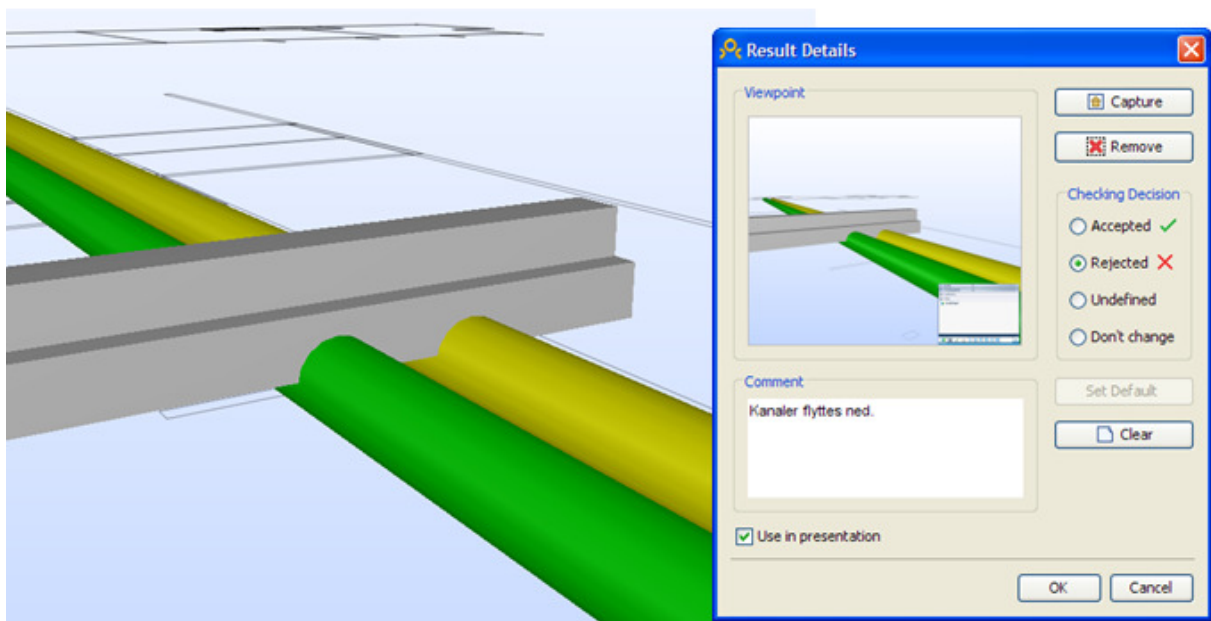 Result Details
Viewpoint
Capture
Remove
Checking Decision
Accepted
Rejected
Undefined
Don't change
Comment
Kanaler flyttes ned.
Set Default
Clear
Use in presentation
OK
Cancel